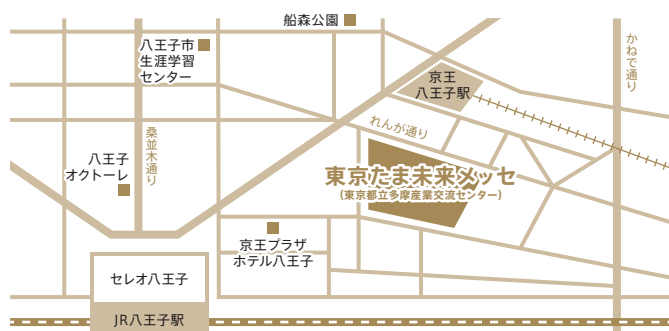 船森公園
八王子市
生涯学習
センター
かねで通り
京王
八王子駅
れんが通り
桑並木通り
八王子
オクトーレ
東京たま未来メッセ
(東京都立多摩産業交流センター)
京王プラザ
ホテル八王子
セレオ八王子
JR八王子駅